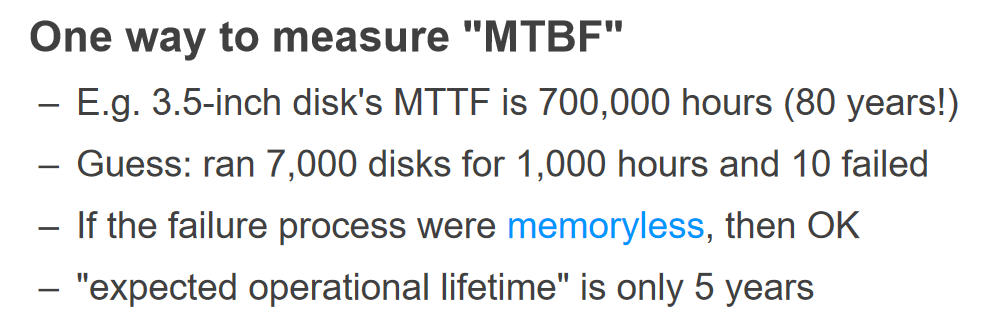 One way to measure "MTBF"
– E.g. 3.5-inch disk's MTTF is 700,000 hours (80 years!)
– Guess: ran 7,000 disks for 1,000 hours and 10 failed
– If the failure process were memoryless, then OK
– "expected operational lifetime" is only 5 years